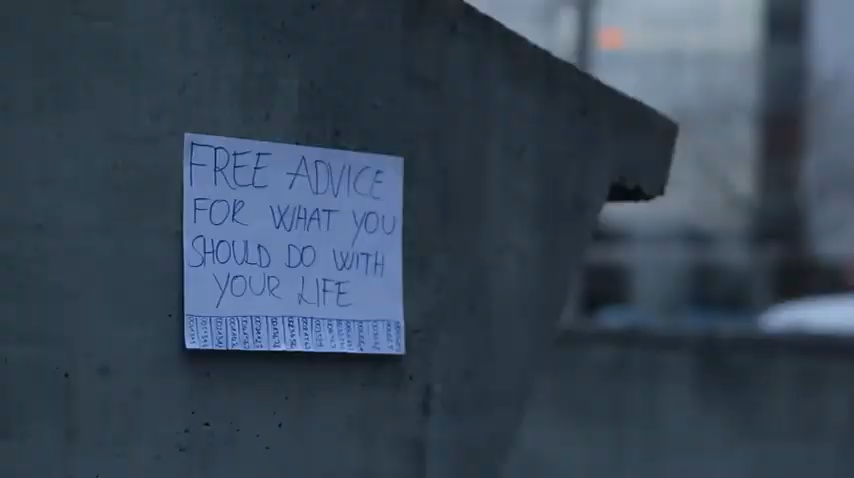 FREE ADVICE
FOR WHAT YOU
SHOULD DO WITH
YOUR LIFE